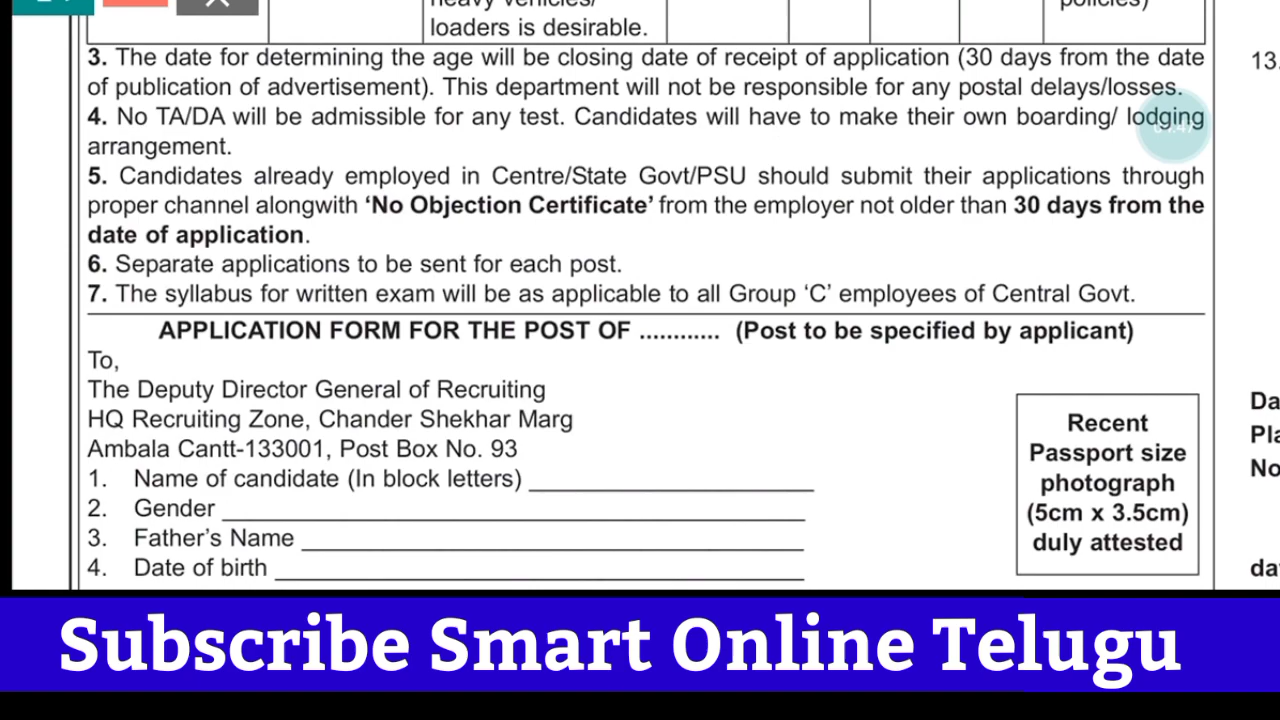 heavy vehicles/
policies)
loaders is desirable.
3. The date for determining the age will be closing date of receipt of application (30 days from the date
of publication of advertisement). This department will not be responsible for any postal delays/losses.
4. No TA/DA will be admissible for any test. Candidates will have to make their own boarding/ lodging
arrangement.
5. Candidates already employed in Centre/State Govt/PSU should submit their applications through
proper channel alongwith ‘No Objection Certificate’ from the employer not older than 30 days from the
date of application.
6. Separate applications to be sent for each post.
7. The syllabus for written exam will be as applicable to all Group ‘C’ employees of Central Govt.
APPLICATION FORM FOR THE POST OF ............ (Post to be specified by applicant)
To,
The Deputy Director General of Recruiting
HQ Recruiting Zone, Chander Shekhar Marg
Ambala Cantt-133001, Post Box No. 93
1. Name of candidate (In block letters)
2. Gender
3. Father’s Name
4. Date of birth
Recent
Passport size
photograph
(5cm x 3.5cm)
duly attested
13.
Da
Pla
No
da
Subscribe Smart Online Telugu